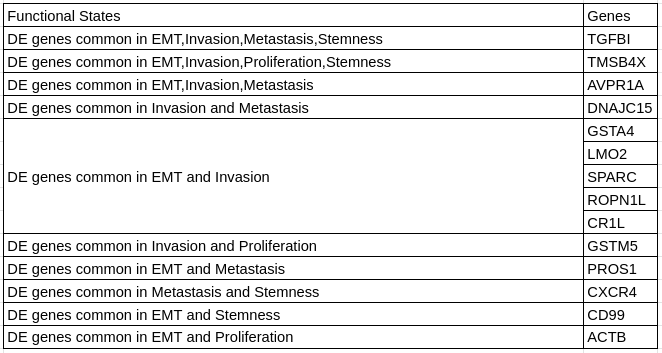 Functional States Genes
DE genes common in EMT,Invasion,Metastasis,Stemness TGFBI
DE genes common in EMT,Invasion,Proliferation,Stemness TMSB4X
DE genes common in EMT,Invasion,Metastasis AVPR1A
DE genes common in Invasion and Metastasis DNAJC15
DE genes common in EMT and Invasion
GSTA4
LMO2
SPARC
ROPN1L
CR1L
DE genes common in Invasion and Proliferation GSTM5
DE genes common in EMT and Metastasis PROS1
DE genes common in Metastasis and Stemness CXCR4
DE genes common in EMT and Stemness CD99
DE genes common in EMT and Proliferation ACTB